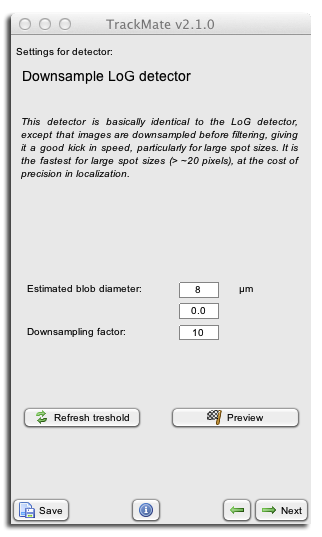 TrackMate v2.1.0
Settings for detector:
Downsample LoG detector
This detector is basically identical to the LoG detector,
except that images are downsampled before filtering, giving
it a good kick in speed, particularly for large spot sizes. It is
the fastest for large spot sizes (> ~20 pixels), at the cost of
precision in localization.
Estimated blob diameter: 8 µm
0.0
Downsampling factor: 10
Refresh treshold Preview
Save Next